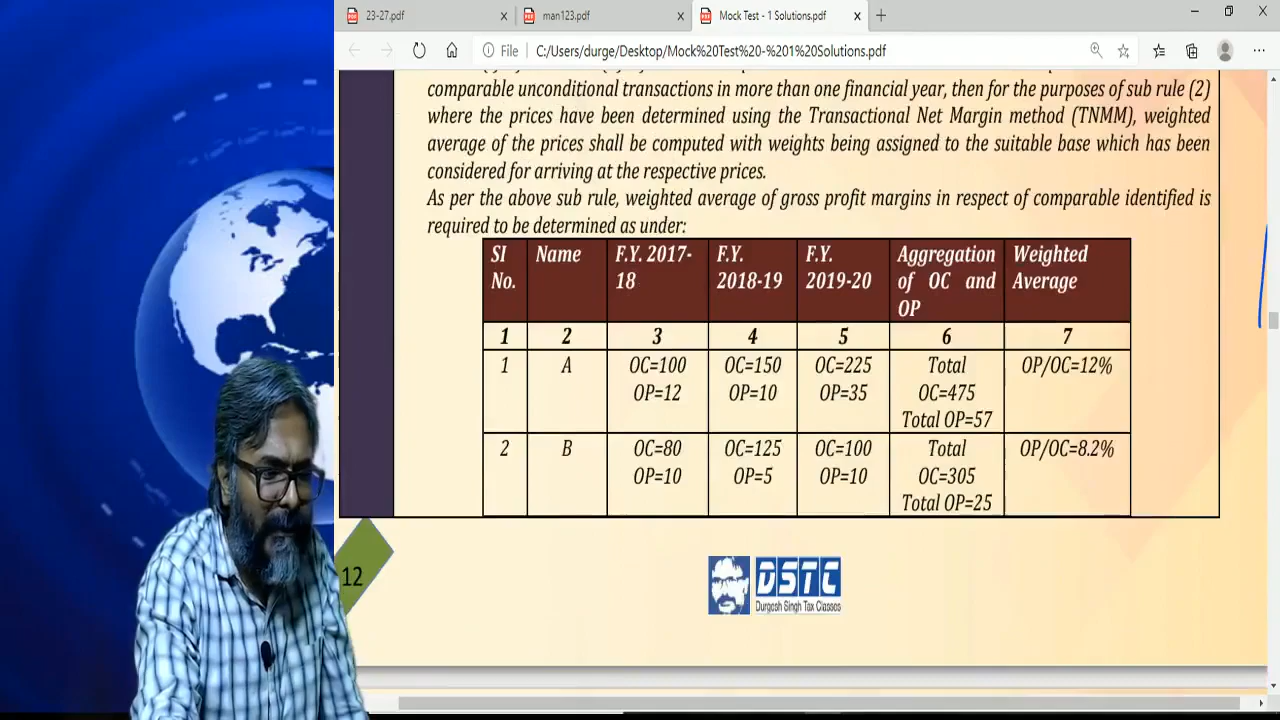 23-27.pdf
man123.pdf
Mock Test - 1 Solutions.pdf
File
C:/Users/durge/Desktop/Mock%20Test%20-%201%20Solutions.pdf
comparable unconditional transactions in more than one financial year, then for the purposes of sub rule (2)
where the prices have been determined using the Transactional Net Margin method (TNMM), weighted
average of the prices shall be computed with weights being assigned to the suitable base which has been
considered for arriving at the respective prices.
As per the above sub rule, weighted average of gross profit margins in respect of comparable identified is
required to be determined as under:
SI No. Name F.Y. 2017-18 F.Y. 2018-19 F.Y. 2019-20 Aggregation of OC and OP Weighted Average
1 2 3 4 5 6 7
1 A OC=100 OP=12 OC=150 OP=10 OC=225 OP=35 Total OC=475 Total OP=57 OP/OC=12%
2 B OC=80 OP=10 OC=125 OP=5 OC=100 OP=10 Total OC=305 Total OP=25 OP/OC=8.2%
12
DSTC
Durgesh Singh Tax Classes